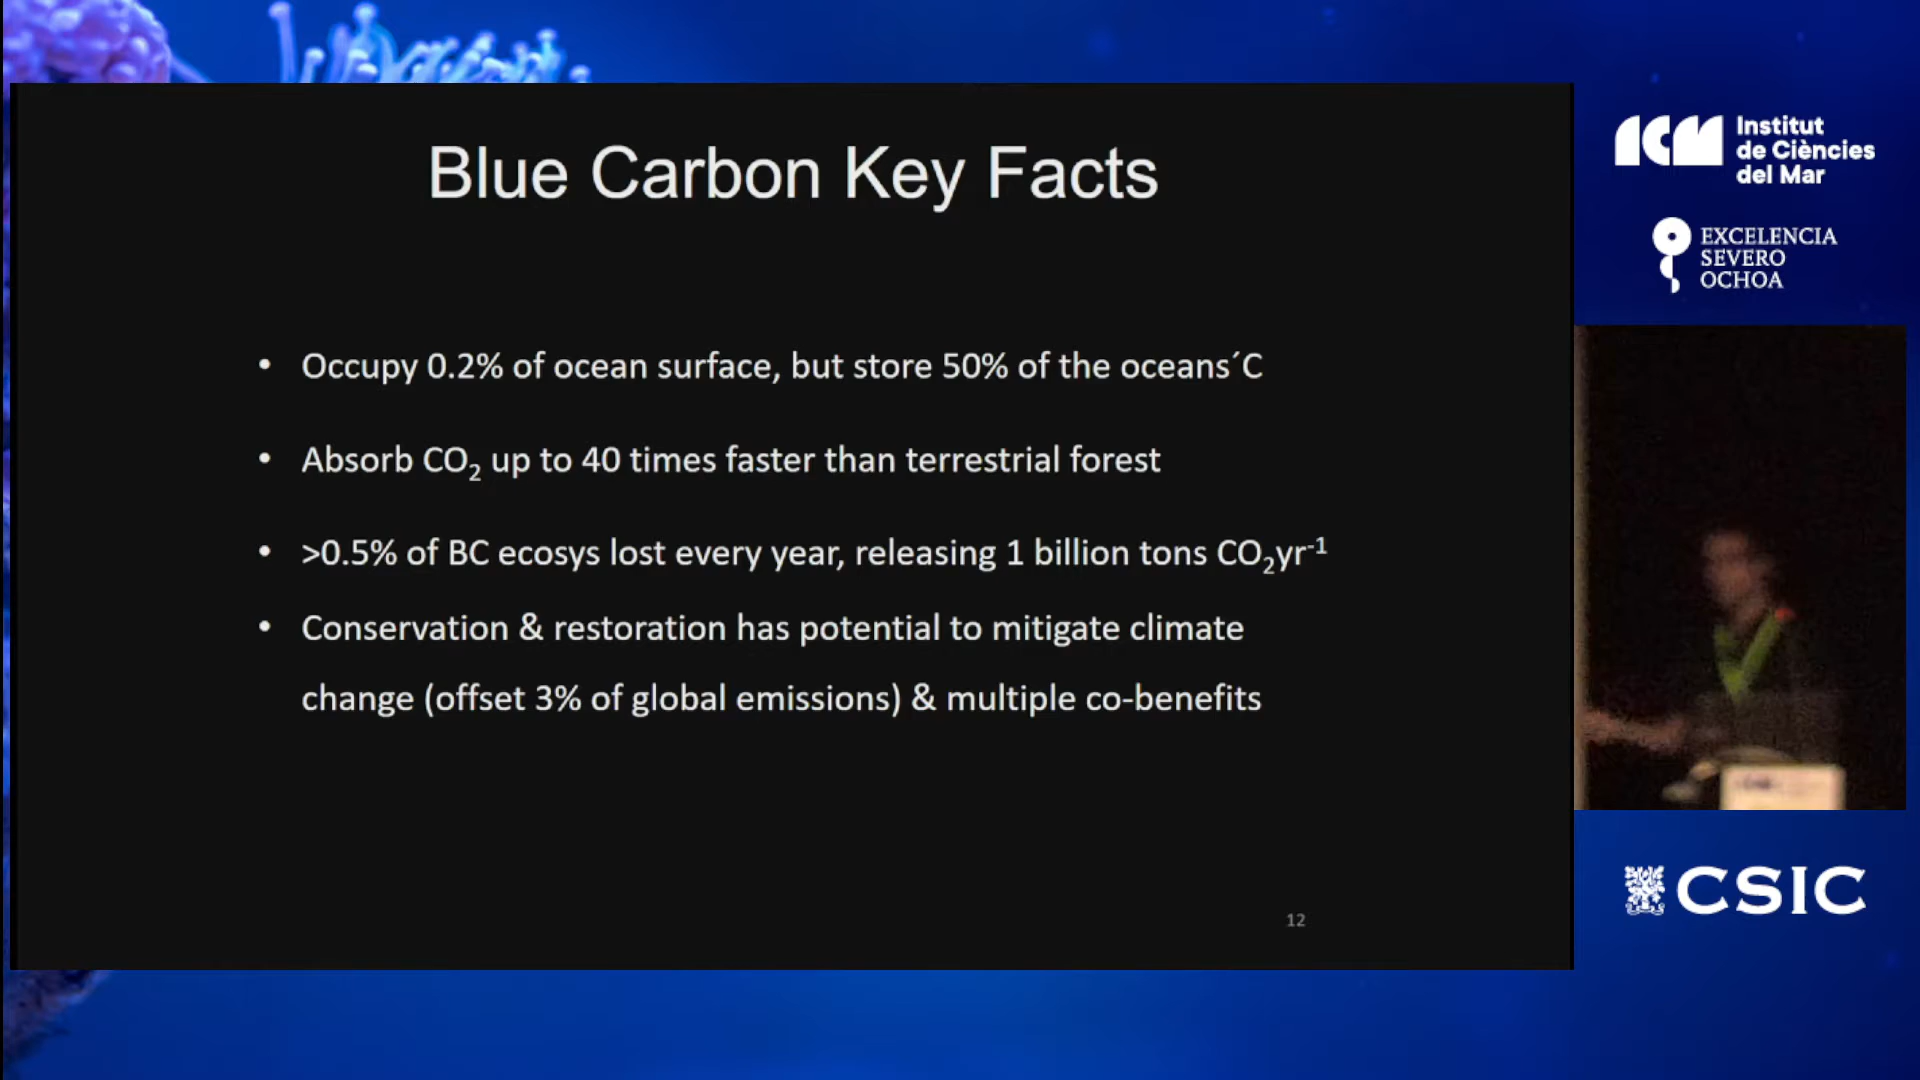 Blue Carbon Key Facts
• Occupy 0.2% of ocean surface, but store 50% of the oceans´C
• Absorb CO₂ up to 40 times faster than terrestrial forest
• >0.5% of BC ecosys lost every year, releasing 1 billion tons CO₂yr⁻¹
• Conservation & restoration has potential to mitigate climate
change (offset 3% of global emissions) & multiple co-benefits
12
ICM
Institut
de Ciències
del Mar
EXCELENCIA
SEVERO
OCHOA
CSIC